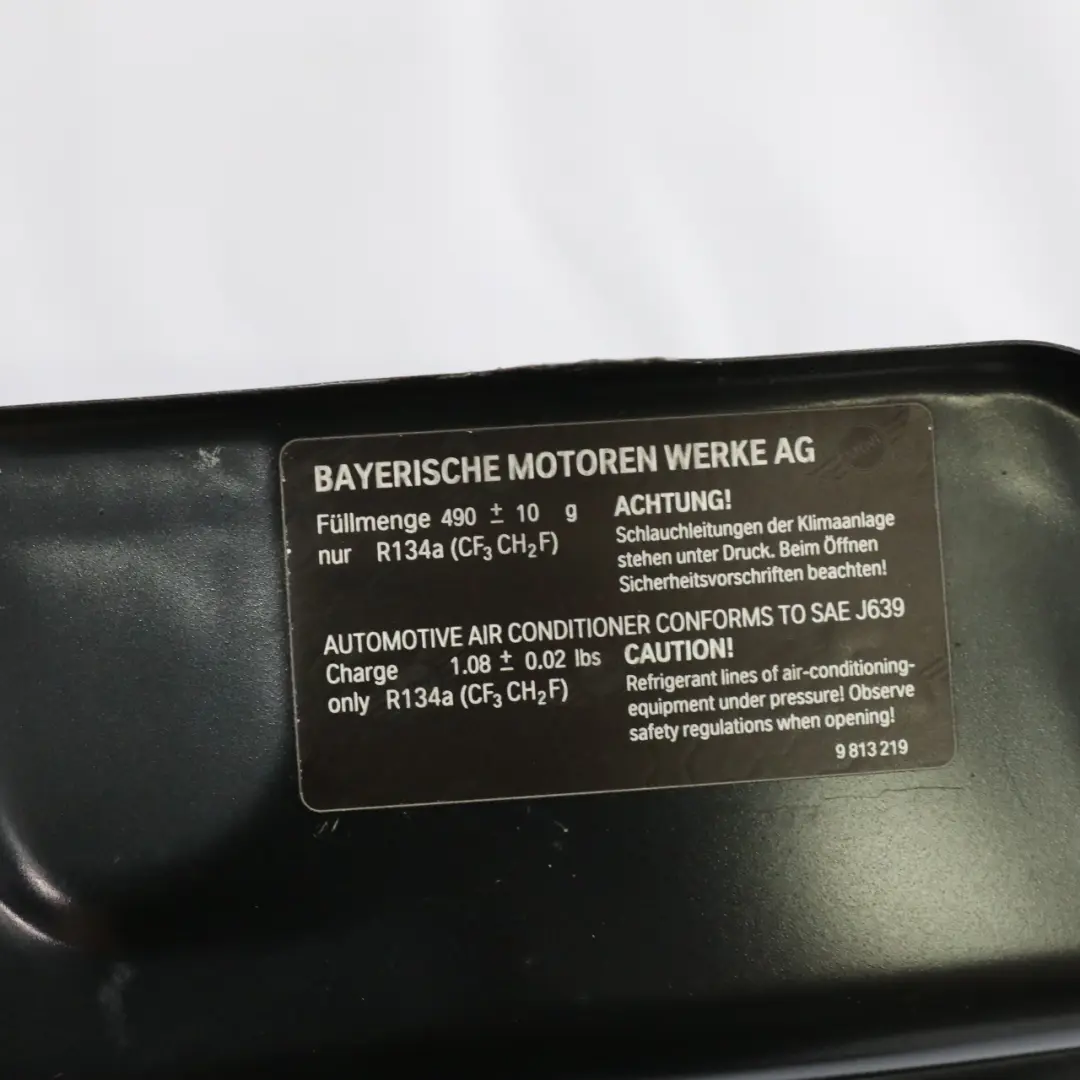 BAYERISCHE MOTOREN WERKE AG
MINI
Füllmenge 490 ± 10 g
nur R134a (CF₃ CH₂F)
ACHTUNG!
Schlauchleitungen der Klimaanlage
stehen unter Druck. Beim Öffnen
Sicherheitsvorschriften beachten!
AUTOMOTIVE AIR CONDITIONER CONFORMS TO SAE J639
Charge 1.08 ± 0.02 lbs
only R134a (CF₃ CH₂F)
CAUTION!
Refrigerant lines of air-conditioning-
equipment under pressure! Observe
safety regulations when opening!
9 813 219